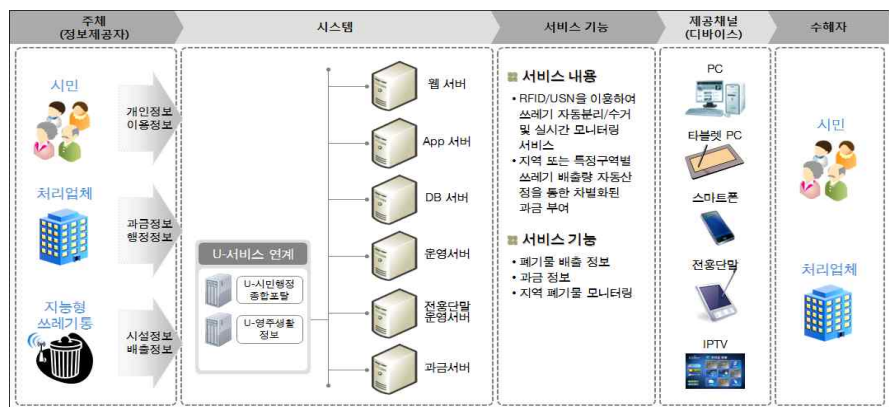 주체
(정보제공자)
시스템
서비스 기능
제공채널
(디바이스)
수혜자
시민
개인정보
이용정보
처리업체
과금정보
행정정보
지능형
쓰레기통
시설정보
배출정보
U-서비스 연계
U-시민행정
종합포탈
U-영주생활
정보
웹 서버
App 서버
DB 서버
운영서버
전용단말
운영서버
과금서버
서비스 내용
• RFID/USN을 이용하여
쓰레기 자동분리/수거
및 실시간 모니터링
서비스
• 지역 또는 특정구역별
쓰레기 배출량 자동산
정을 통한 차별화된
과금 부여
서비스 기능
• 폐기물 배출 정보
• 과금 정보
• 지역 폐기물 모니터링
PC
타블렛 PC
스마트폰
전용단말
IPTV
시민
처리업체